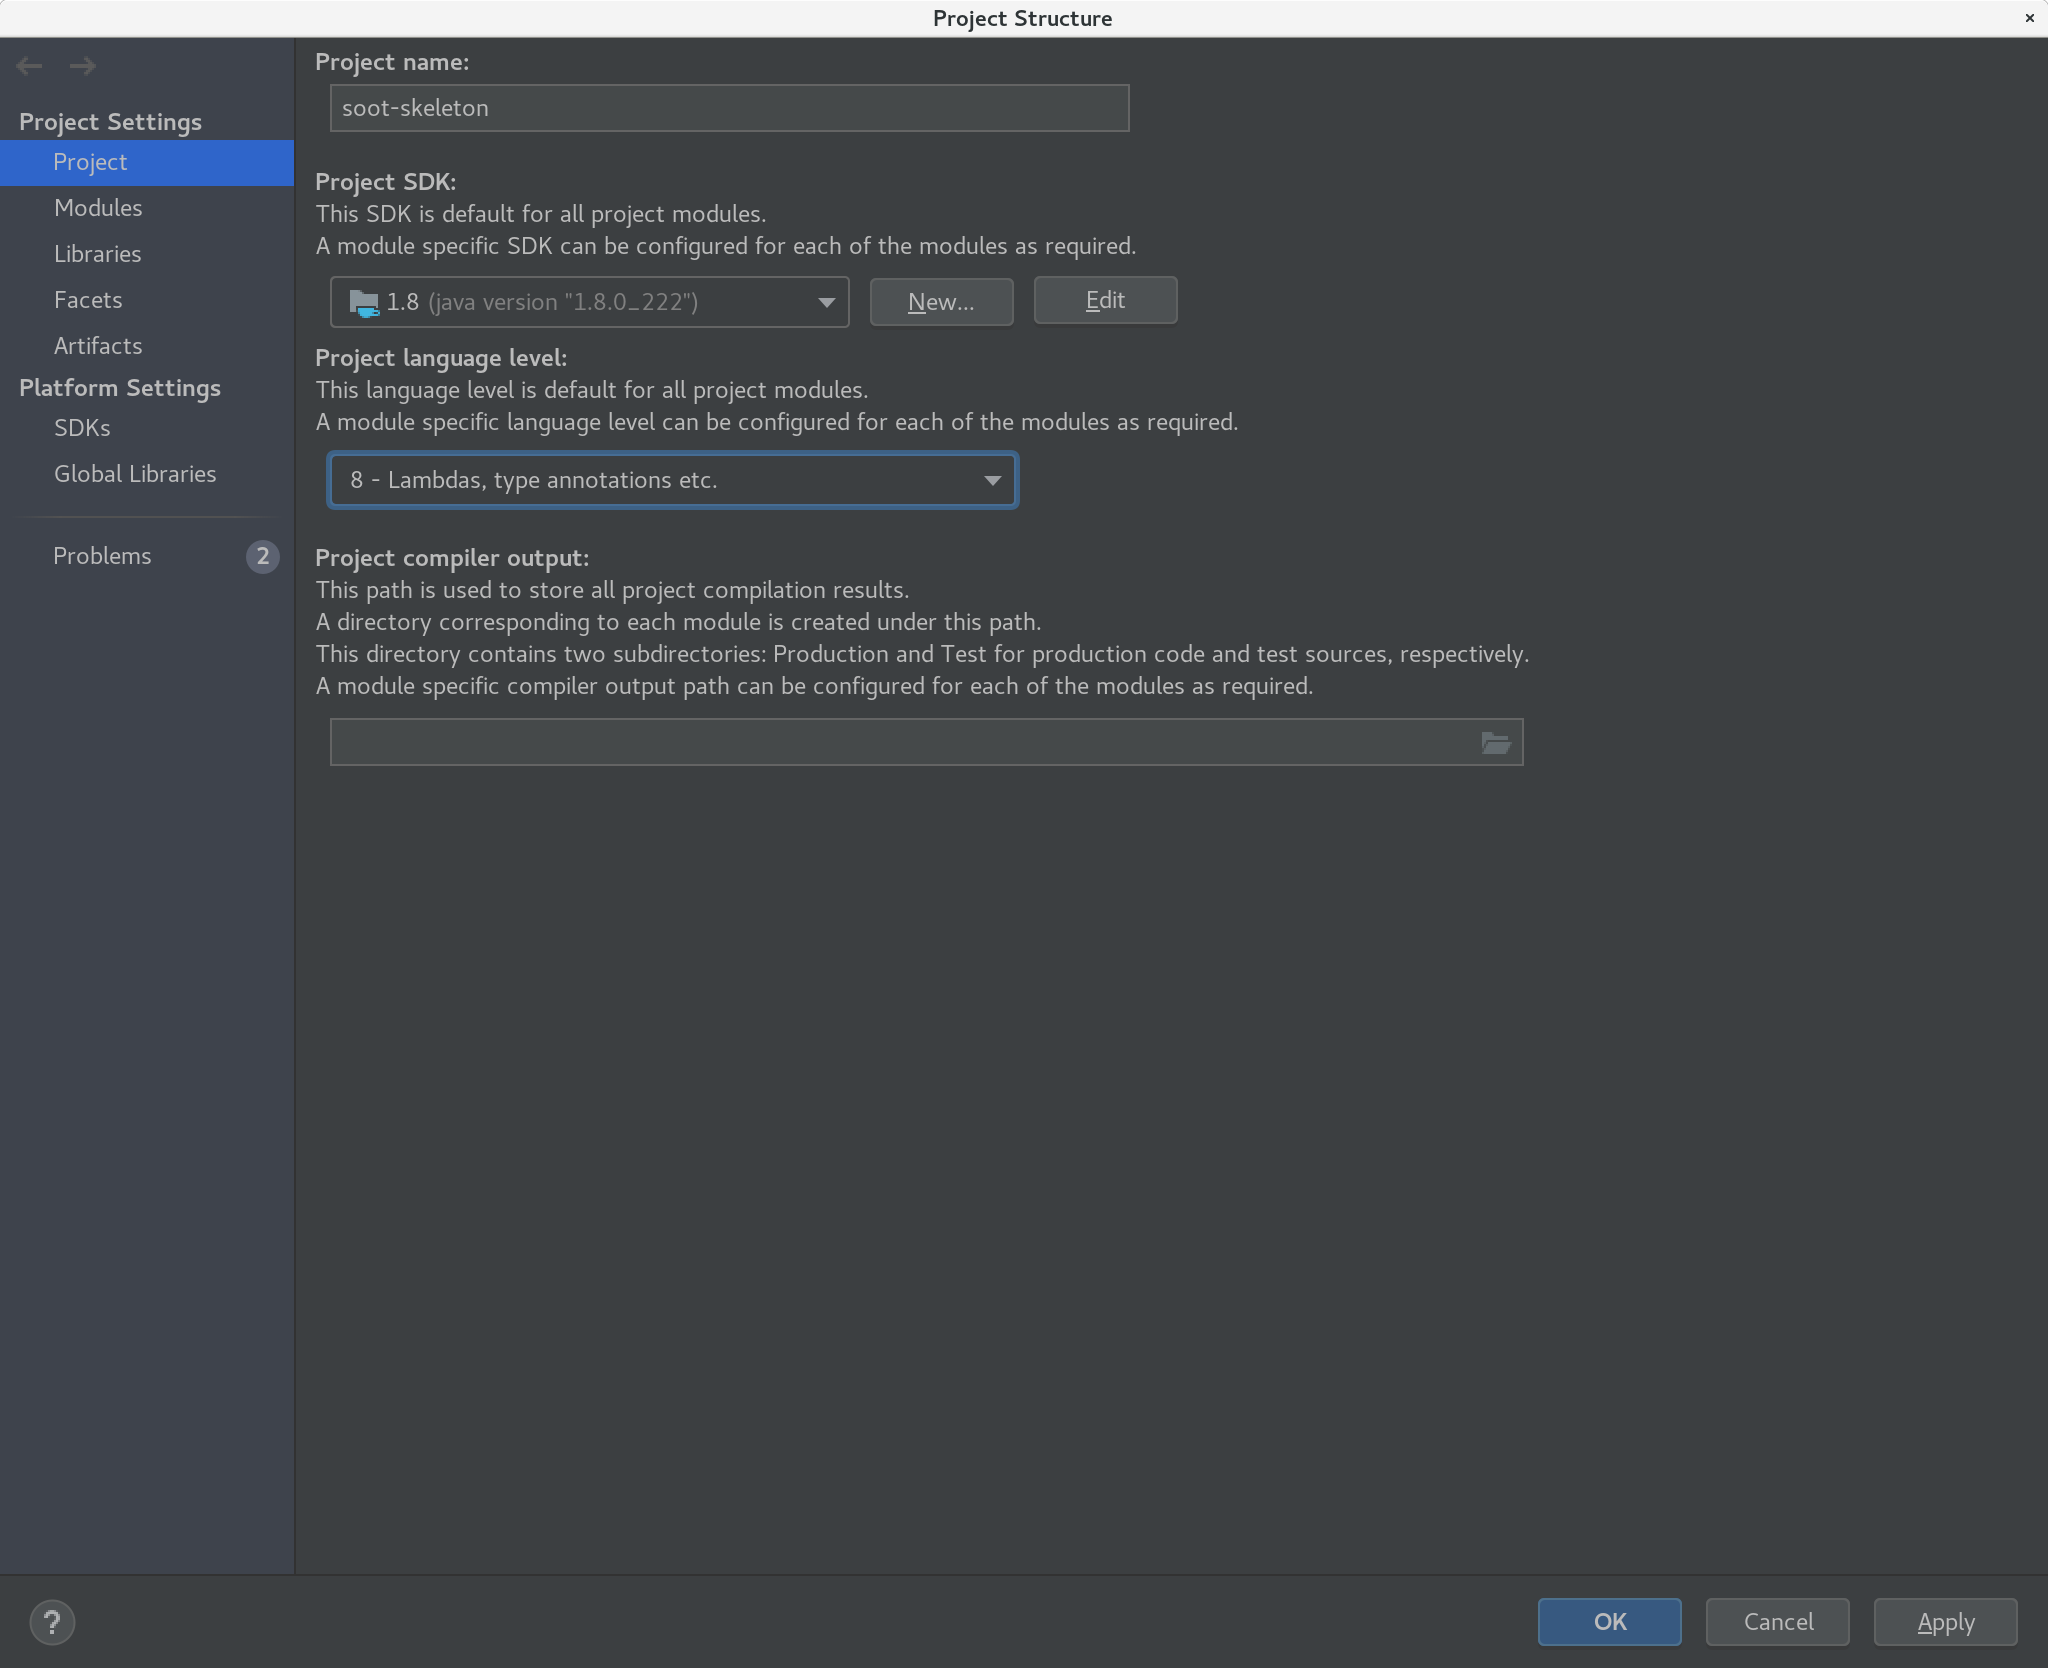 Project Structure
×
Project Settings
Project
Modules
Libraries
Facets
Artifacts
Platform Settings
SDKs
Global Libraries
Problems 2
Project name:
soot-skeleton
Project SDK:
This SDK is default for all project modules.
A module specific SDK can be configured for each of the modules as required.
1.8 (java version "1.8.0_222") New... Edit
Project language level:
This language level is default for all project modules.
A module specific language level can be configured for each of the modules as required.
8 - Lambdas, type annotations etc.
Project compiler output:
This path is used to store all project compilation results.
A directory corresponding to each module is created under this path.
This directory contains two subdirectories: Production and Test for production code and test sources, respectively.
A module specific compiler output path can be configured for each of the modules as required.
? OK Cancel Apply